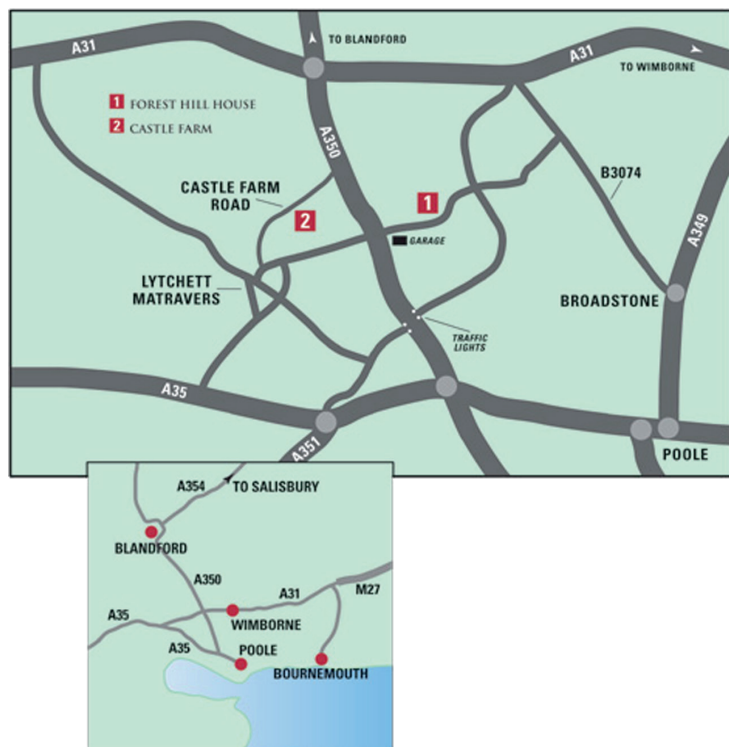 TO BLANDFORD
A31
A31
TO WIMBORNE
1 FOREST HILL HOUSE
2 CASTLE FARM
A350
CASTLE FARM
ROAD
2
1
B3074
A349
GARAGE
LYTCHETT
MATRAVERS
BROADSTONE
TRAFFIC
LIGHTS
A35
A351
POOLE
A354
TO SALISBURY
BLANDFORD
A350
M27
A31
A35
WIMBORNE
A35
POOLE
BOURNEMOUTH